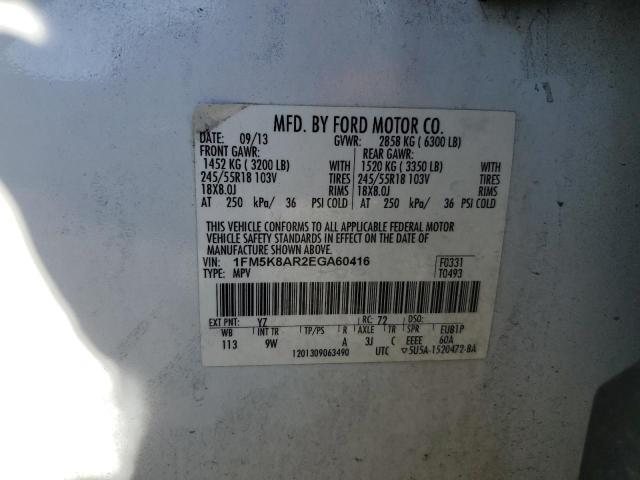 MFD. BY FORD MOTOR CO.
DATE: 09/13 GVWR: 2858 KG ( 6300 LB)
FRONT GAWR: REAR GAWR:
1452 KG ( 3200 LB) WITH 1520 KG ( 3350 LB) WITH
245/55R18 103V TIRES 245/55R18 103V TIRES
18X8.0J RIMS 18X8.0J RIMS
AT 250 kPa/ 36 PSI COLD AT 250 kPa/ 36 PSI COLD
THIS VEHICLE CONFORMS TO ALL APPLICABLE FEDERAL MOTOR
VEHICLE SAFETY STANDARDS IN EFFECT ON THE DATE OF
MANUFACTURE SHOWN ABOVE.
VIN: 1FM5K8AR2EGA60416 F0331
TYPE: MPV T0493
EXT PNT: Y7 RC: 72 DSO:
WB INT TR TP/PS R AXLE TR SPR EUB1P
113 9W A 3J C EEEE 60A
1201309063490 UTC 5U5A-1520472-BA